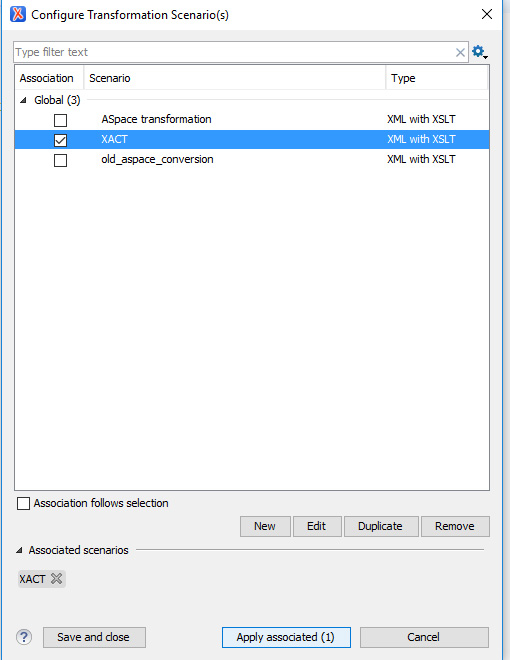 Configure Transformation Scenario(s)
Type filter text
Association Scenario Type
Global (3)
ASpace transformation XML with XSLT
XACT XML with XSLT
old_aspace_conversion XML with XSLT
Association follows selection
New Edit Duplicate Remove
Associated scenarios
XACT
? Save and close Apply associated (1) Cancel